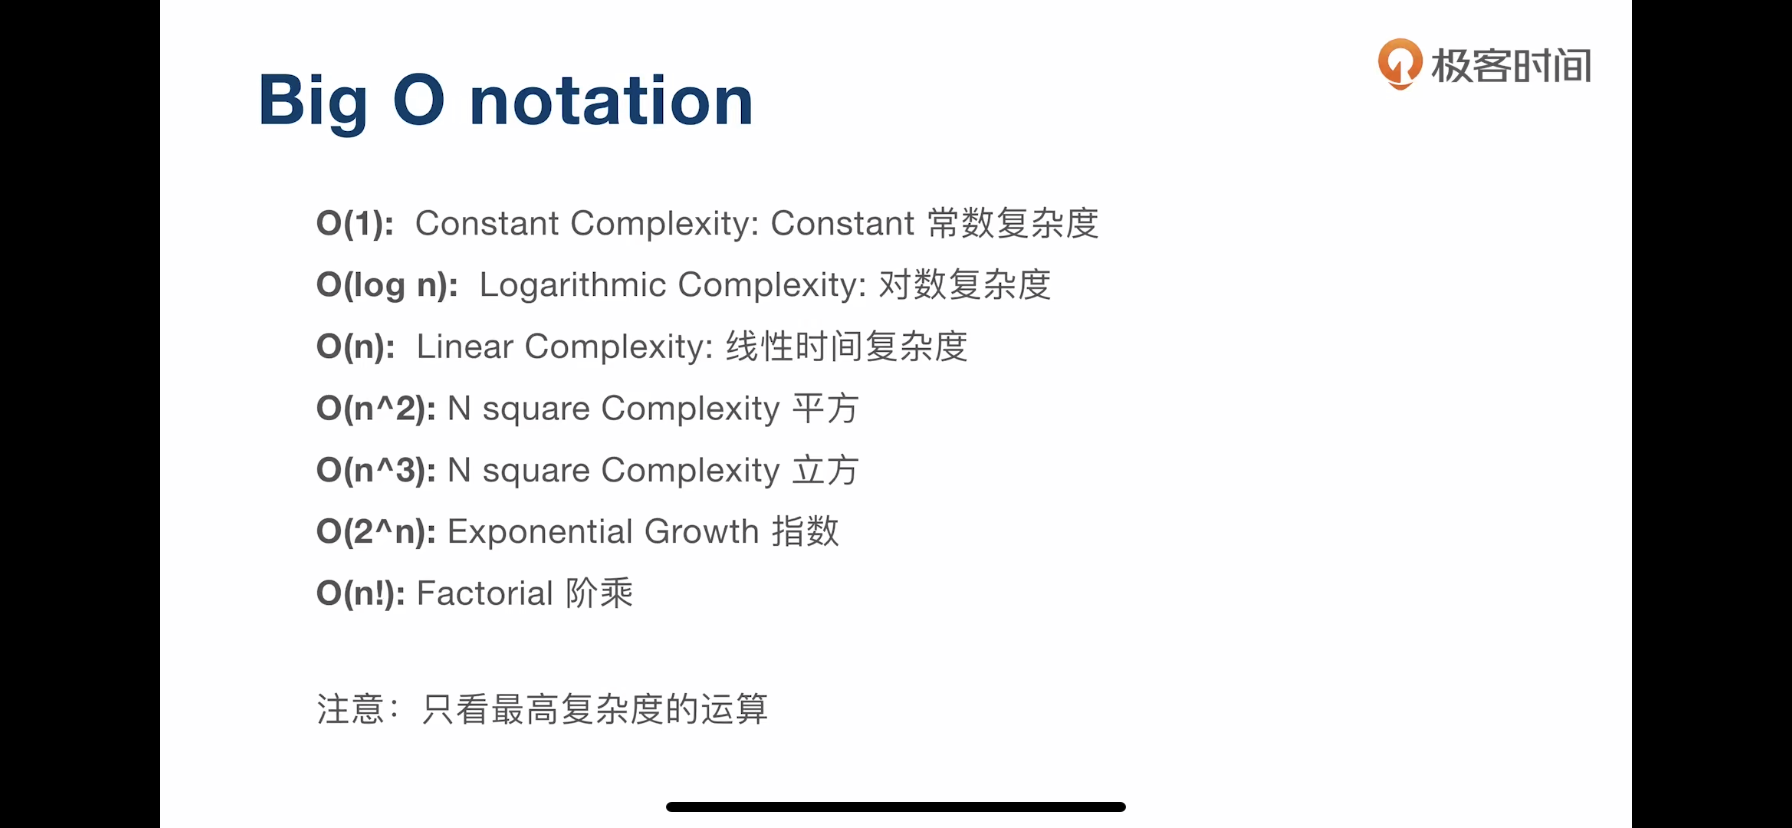 极客时间
Big O notation
O(1): Constant Complexity: Constant 常数复杂度
O(log n): Logarithmic Complexity: 对数复杂度
O(n): Linear Complexity: 线性时间复杂度
O(n^2): N square Complexity 平方
O(n^3): N square Complexity 立方
O(2^n): Exponential Growth 指数
O(n!): Factorial 阶乘
注意：只看最高复杂度的运算